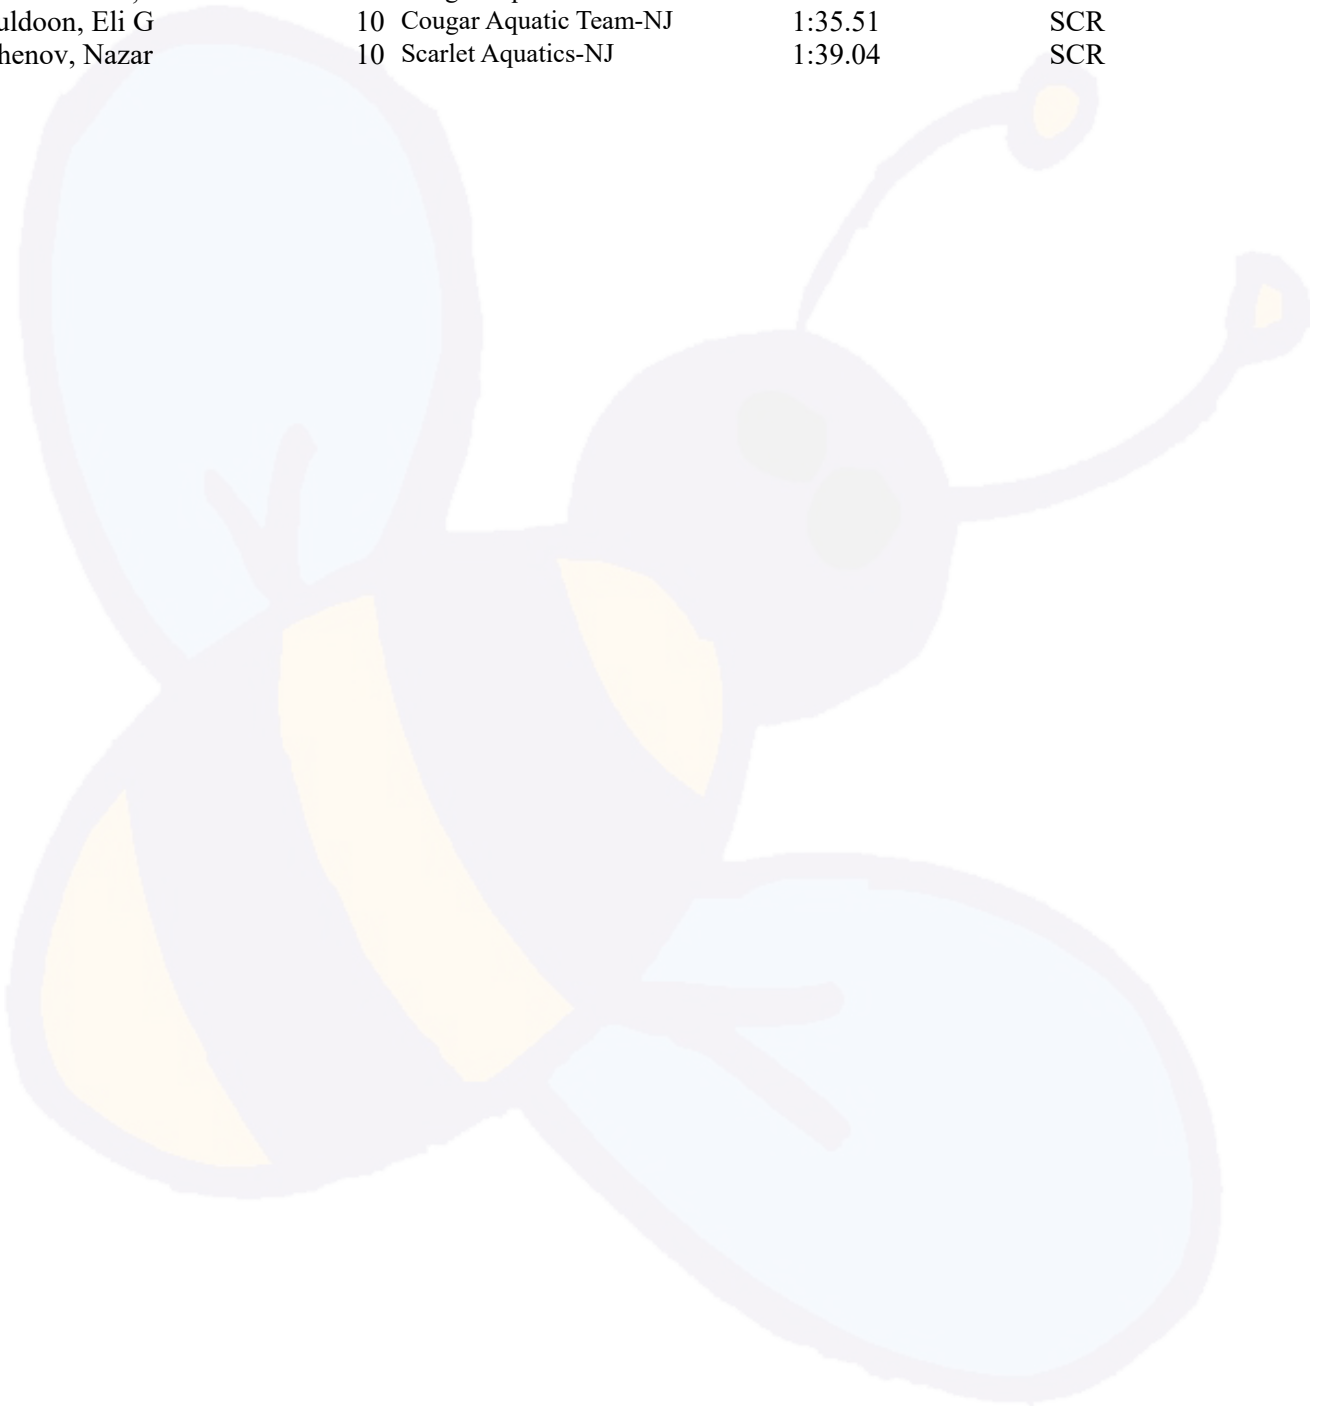 uldoon, Eli G 10 Cougar Aquatic Team-NJ 1:35.51 SCR
henov, Nazar 10 Scarlet Aquatics-NJ 1:39.04 SCR